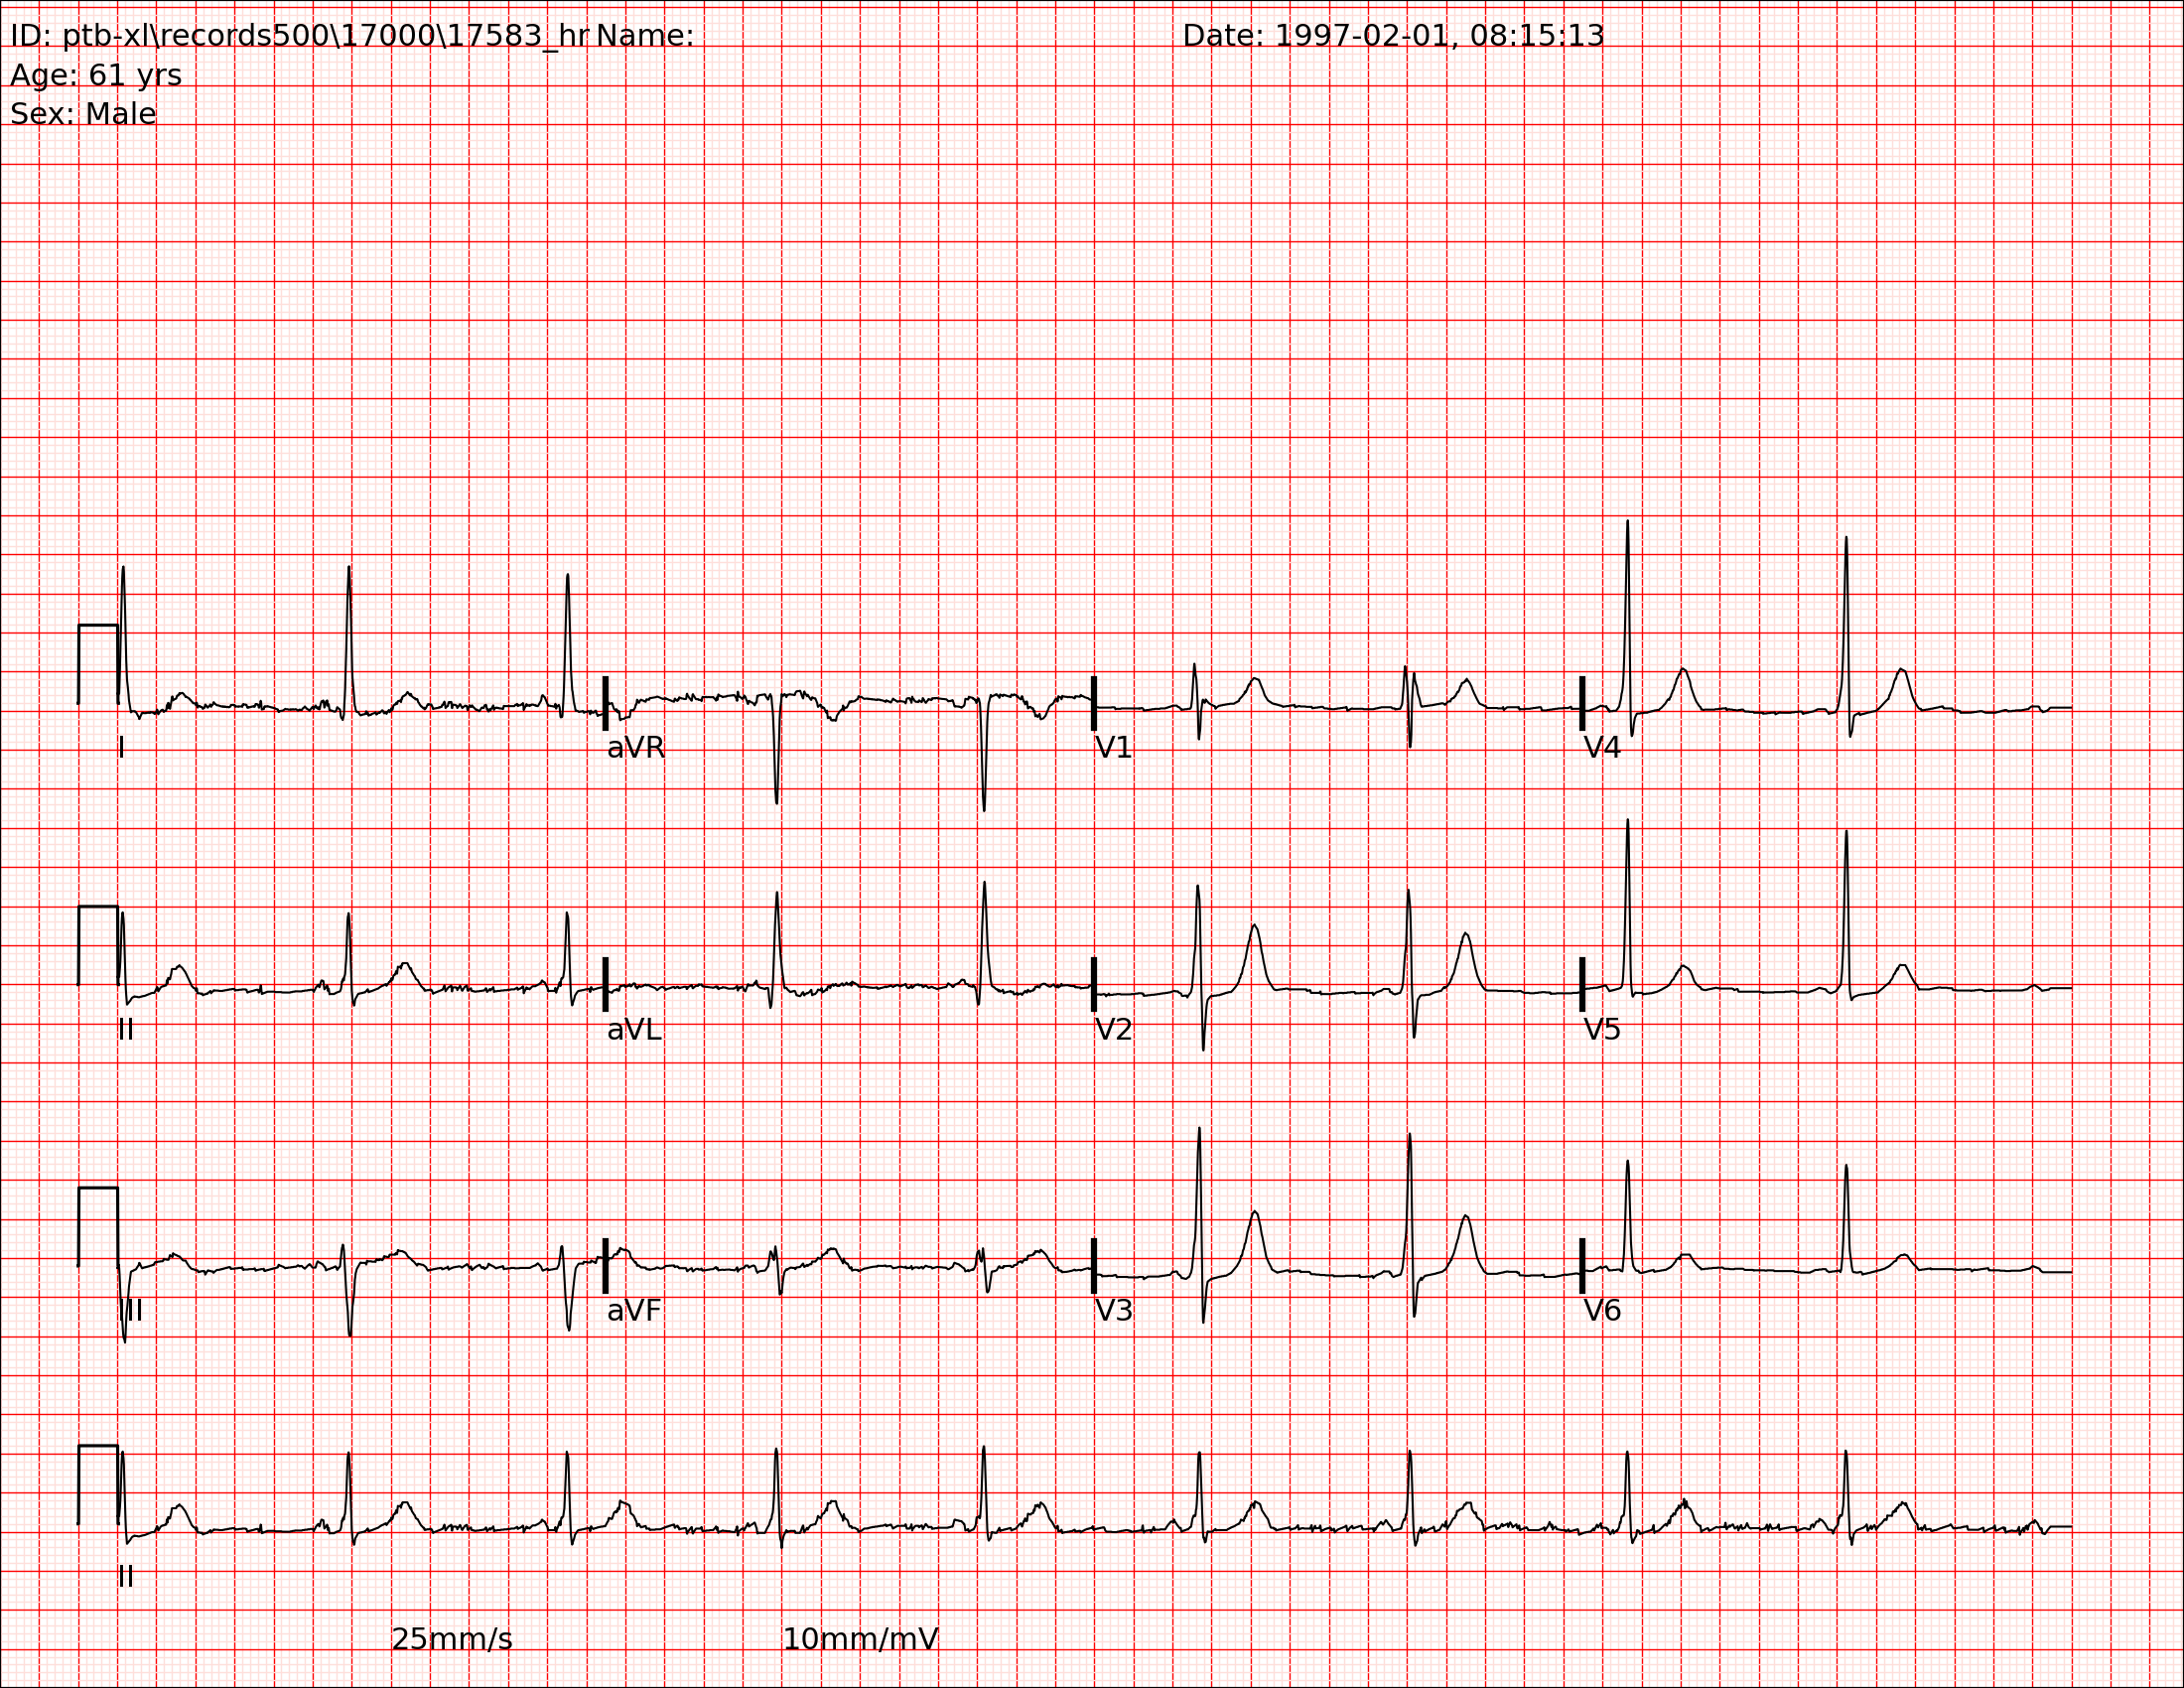 ID: ptb-xl\records500\17000\17583_hr Name: Date: 1997-02-01, 08:15:13
Age: 61 yrs
Sex: Male
I aVR V1 V4
II aVL V2 V5
III aVF V3 V6
II
25mm/s 10mm/mV